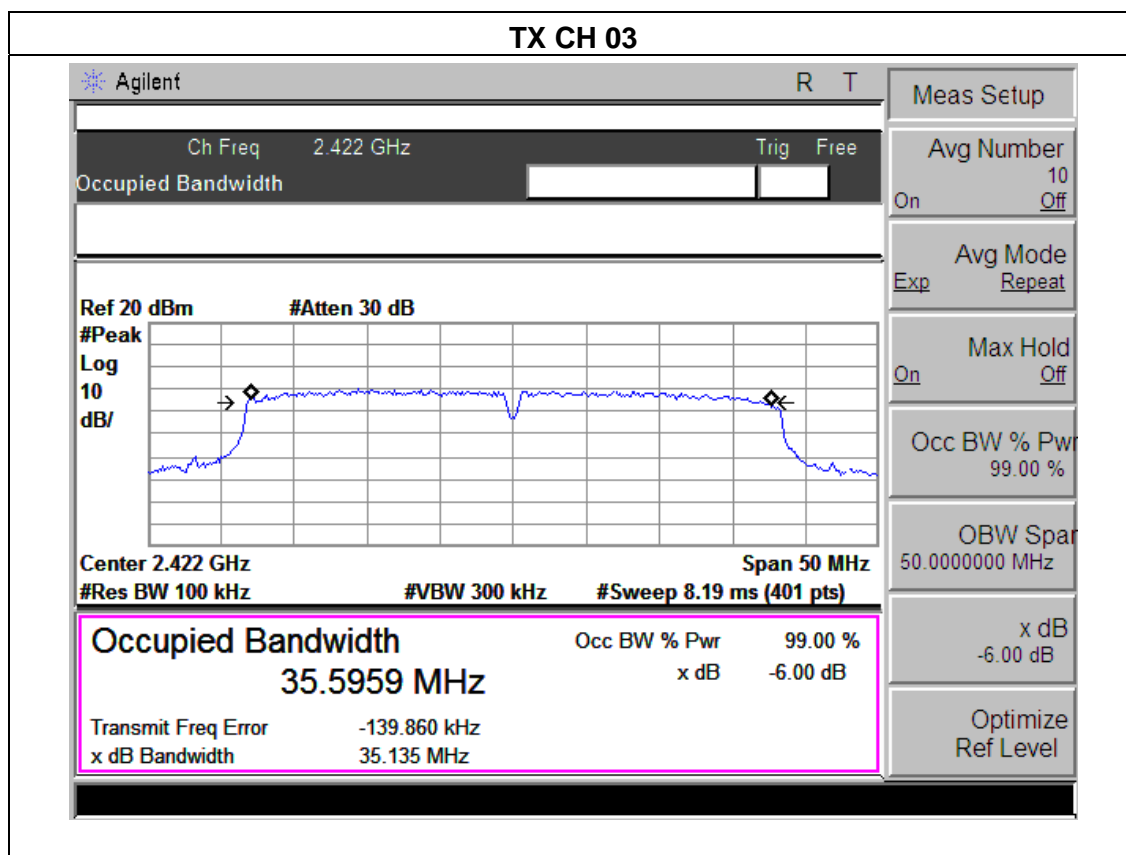 TX CH 03
Agilent R T
Ch Freq 2.422 GHz Trig Free
Occupied Bandwidth
Ref 20 dBm #Atten 30 dB
#Peak
Log
10
dB/
Center 2.422 GHz Span 50 MHz
#Res BW 100 kHz #VBW 300 kHz #Sweep 8.19 ms (401 pts)
Occupied Bandwidth Occ BW % Pwr 99.00 %
35.5959 MHz x dB -6.00 dB
Transmit Freq Error -139.860 kHz
x dB Bandwidth 35.135 MHz
Meas Setup
Avg Number
10
On Off
Avg Mode
Exp Repeat
Max Hold
On Off
Occ BW % Pwr
99.00 %
OBW Span
50.0000000 MHz
x dB
-6.00 dB
Optimize
Ref Level